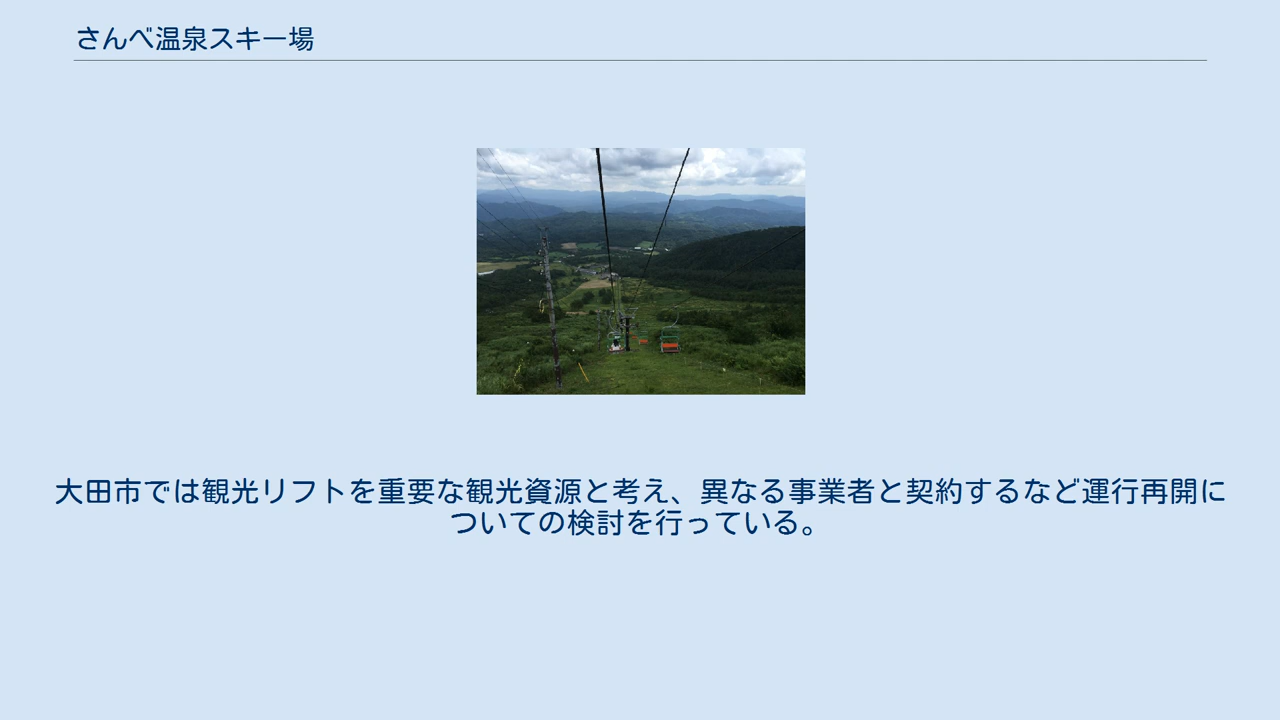 さんべ温泉スキー場
大田市では観光リフトを重要な観光資源と考え、異なる事業者と契約するなど運行再開に
ついての検討を行っている。